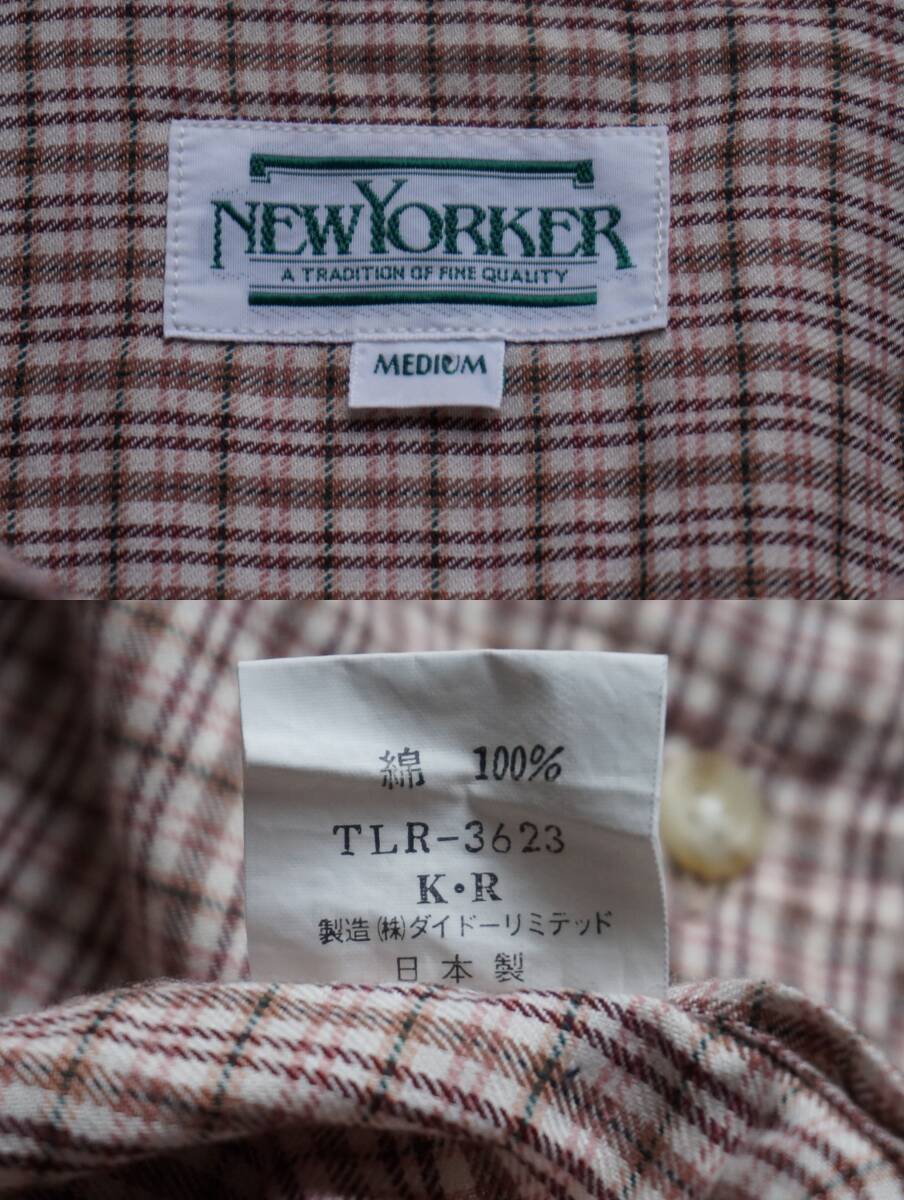 NEWYORKER
A TRADITION OF FINE QUALITY
MEDIUM
綿 100%
TLR-3623
K・R
製造(株)ダイドーリミテッド
日本製